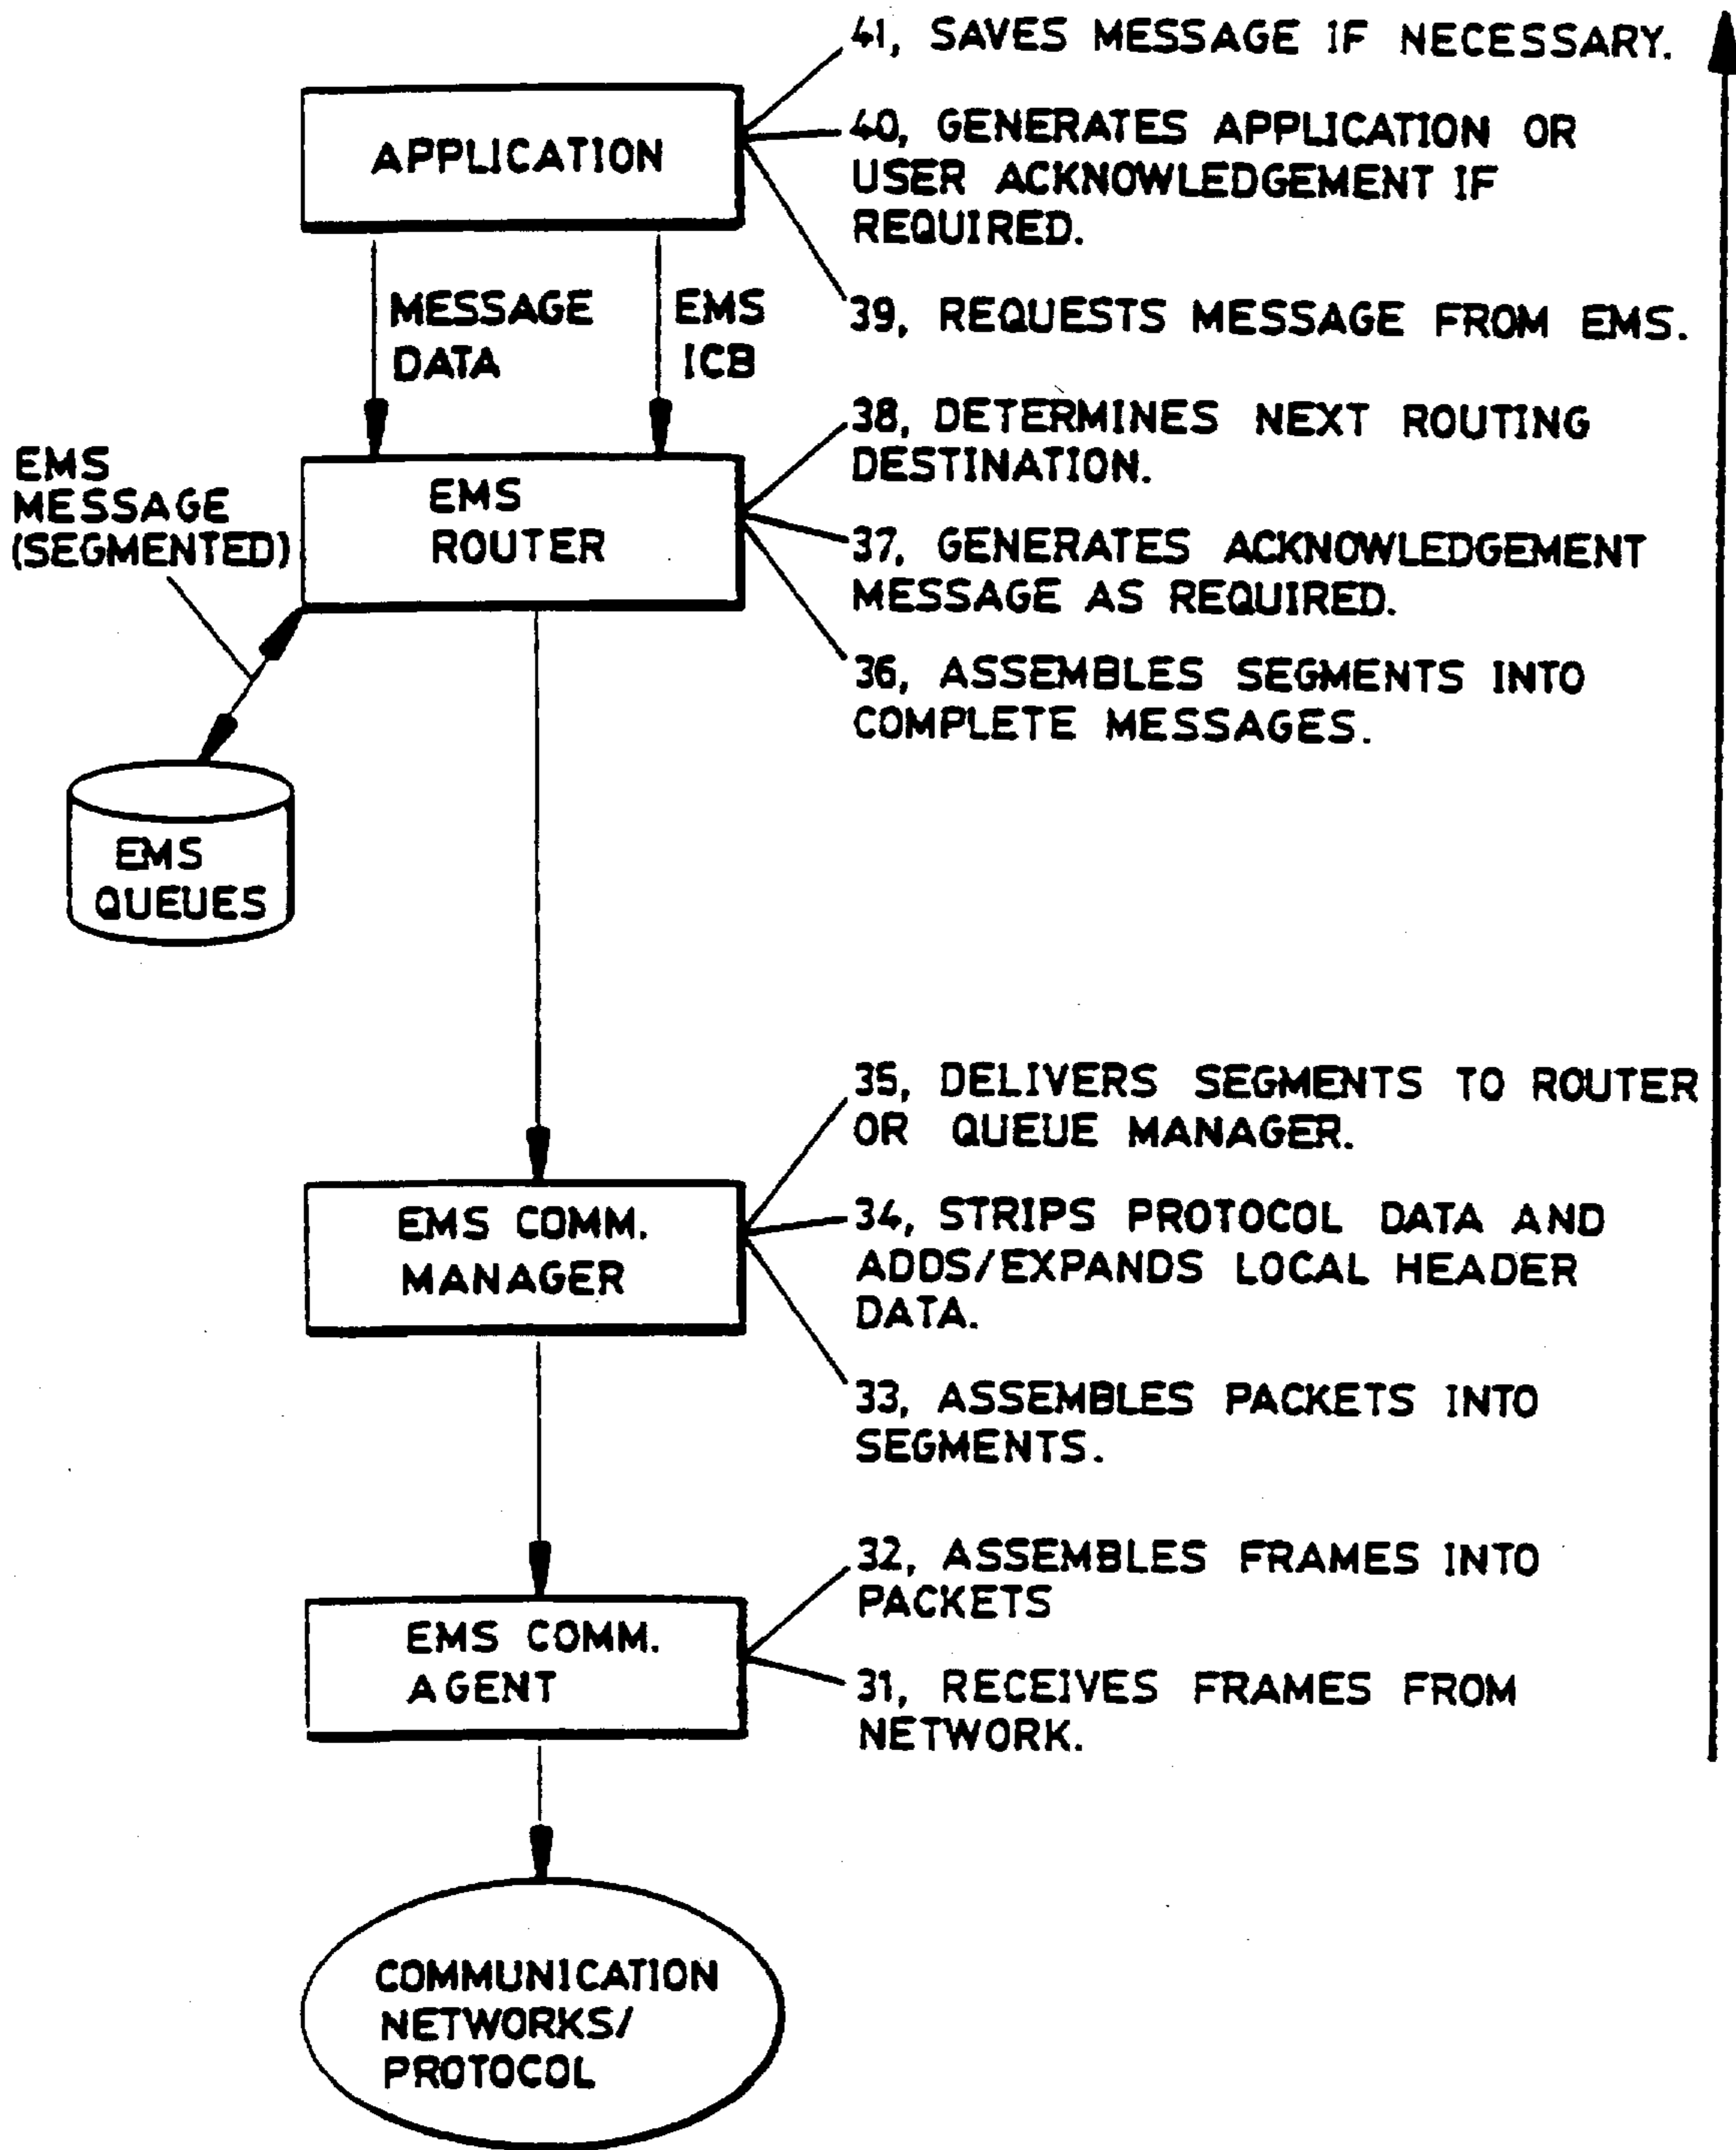 41, SAVES MESSAGE IF NECESSARY.
APPLICATION
40, GENERATES APPLICATION OR
USER ACKNOWLEDGEMENT IF
REQUIRED.
MESSAGE
DATA
EMS
ICB
39, REQUESTS MESSAGE FROM EMS.
38, DETERMINES NEXT ROUTING
DESTINATION.
EMS
MESSAGE
(SEGMENTED)
EMS
ROUTER
37, GENERATES ACKNOWLEDGEMENT
MESSAGE AS REQUIRED.
36, ASSEMBLES SEGMENTS INTO
COMPLETE MESSAGES.
EMS
QUEUES
35, DELIVERS SEGMENTS TO ROUTER
OR QUEUE MANAGER.
EMS COMM.
MANAGER
34, STRIPS PROTOCOL DATA AND
ADDS/EXPANDS LOCAL HEADER
DATA.
33, ASSEMBLES PACKETS INTO
SEGMENTS.
32, ASSEMBLES FRAMES INTO
PACKETS
EMS COMM.
AGENT
31, RECEIVES FRAMES FROM
NETWORK.
COMMUNICATION
NETWORKS/
PROTOCOL